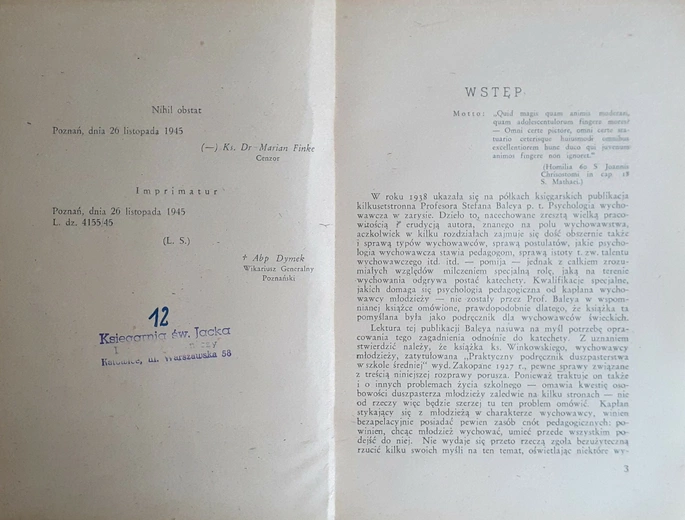 Nihil obstat
Poznań, dnia 26 listopada 1945
(—) Ks. Dr Marian Finke
Cenzor
Imprimatur
Poznań, dnia 26 listopada 1945
L. dz. 4155/45
(L. S.)
† Abp Dymek
Wikariusz Generalny
Poznański
12
Księgarnia św. Jacka
Katowice, ul. Warszawska 58
WSTĘP
Motto: „Quid magis quam animis moderari,
quam adolescentulorum fingere mores?
— Omni certe pictore, omni certe sta-
tuario ceterisque huiusmodi omnibus
excellentiorem hunc duco qui juvenum
animos fingere non ignoret.”
(Homilia 60 S Joannis
Chrisostomi in cap. 18
S. Mathaei.)
W roku 1938 ukazała się na półkach księgarskich publikacja
kilkusetstronna Profesora Stefana Baleya p. t. Psychologia wycho-
wawcza w zarysie. Dzieło to, nacechowane zresztą wielką praco-
witością i erudycją autora, znanego na polu wychowawstwa,
aczkolwiek w kilku rozdziałach zajmuje się dość obszernie także
i sprawą typów wychowawców, sprawą postulatów, jakie psycho-
logia wychowawcza stawia pedagogom, sprawą istoty t. zw. talentu
wychowawczego itd. itd. — pomija — jednak z całkiem zrozu-
miałych względów milczeniem specjalną rolę, jaką na terenie
wychowania odgrywa postać katechety. Kwalifikacje specjalne,
jakich domaga się psychologia pedagogiczna od kapłana wycho-
wawcy młodzieży — nie zostały przez Prof. Baleya w wspom-
nianej książce omówione, prawdopodobnie dlatego, że książka ta
pomyślana była jako podręcznik dla wychowawców świeckich.
Lektura tej publikacji Baleya nasuwa na myśl potrzebę opra-
cowania tego zagadnienia odnośnie do katechety. Z uznaniem
stwierdzić należy, że książka ks. Winkowskiego, wychowawcy
młodzieży, zatytułowana „Praktyczny podręcznik duszpasterstwa
w szkole średniej” wyd. Zakopane 1927 r., pewne sprawy związane
z treścią niniejszej rozprawy porusza. Ponieważ traktuje on także
i o innych problemach życia szkolnego — omawia kwestię oso-
bowości duszpasterza młodzieży zaledwie na kilku stronach — nie
od rzeczy więc będzie szerzej tu ten problem omówić. Kapłan
stykający się z młodzieżą w charakterze wychowawcy, winien
bezapelacyjnie posiadać pewien zasób cnót pedagogicznych: po-
winien, chcąc młodzież wychować, umieć przede wszystkim po-
dejść do niej. Nie wydaje się przeto rzeczą zgoła bezużyteczną
rzucić kilku swoich myśli na ten temat, oświetlając niektóre wy-
3